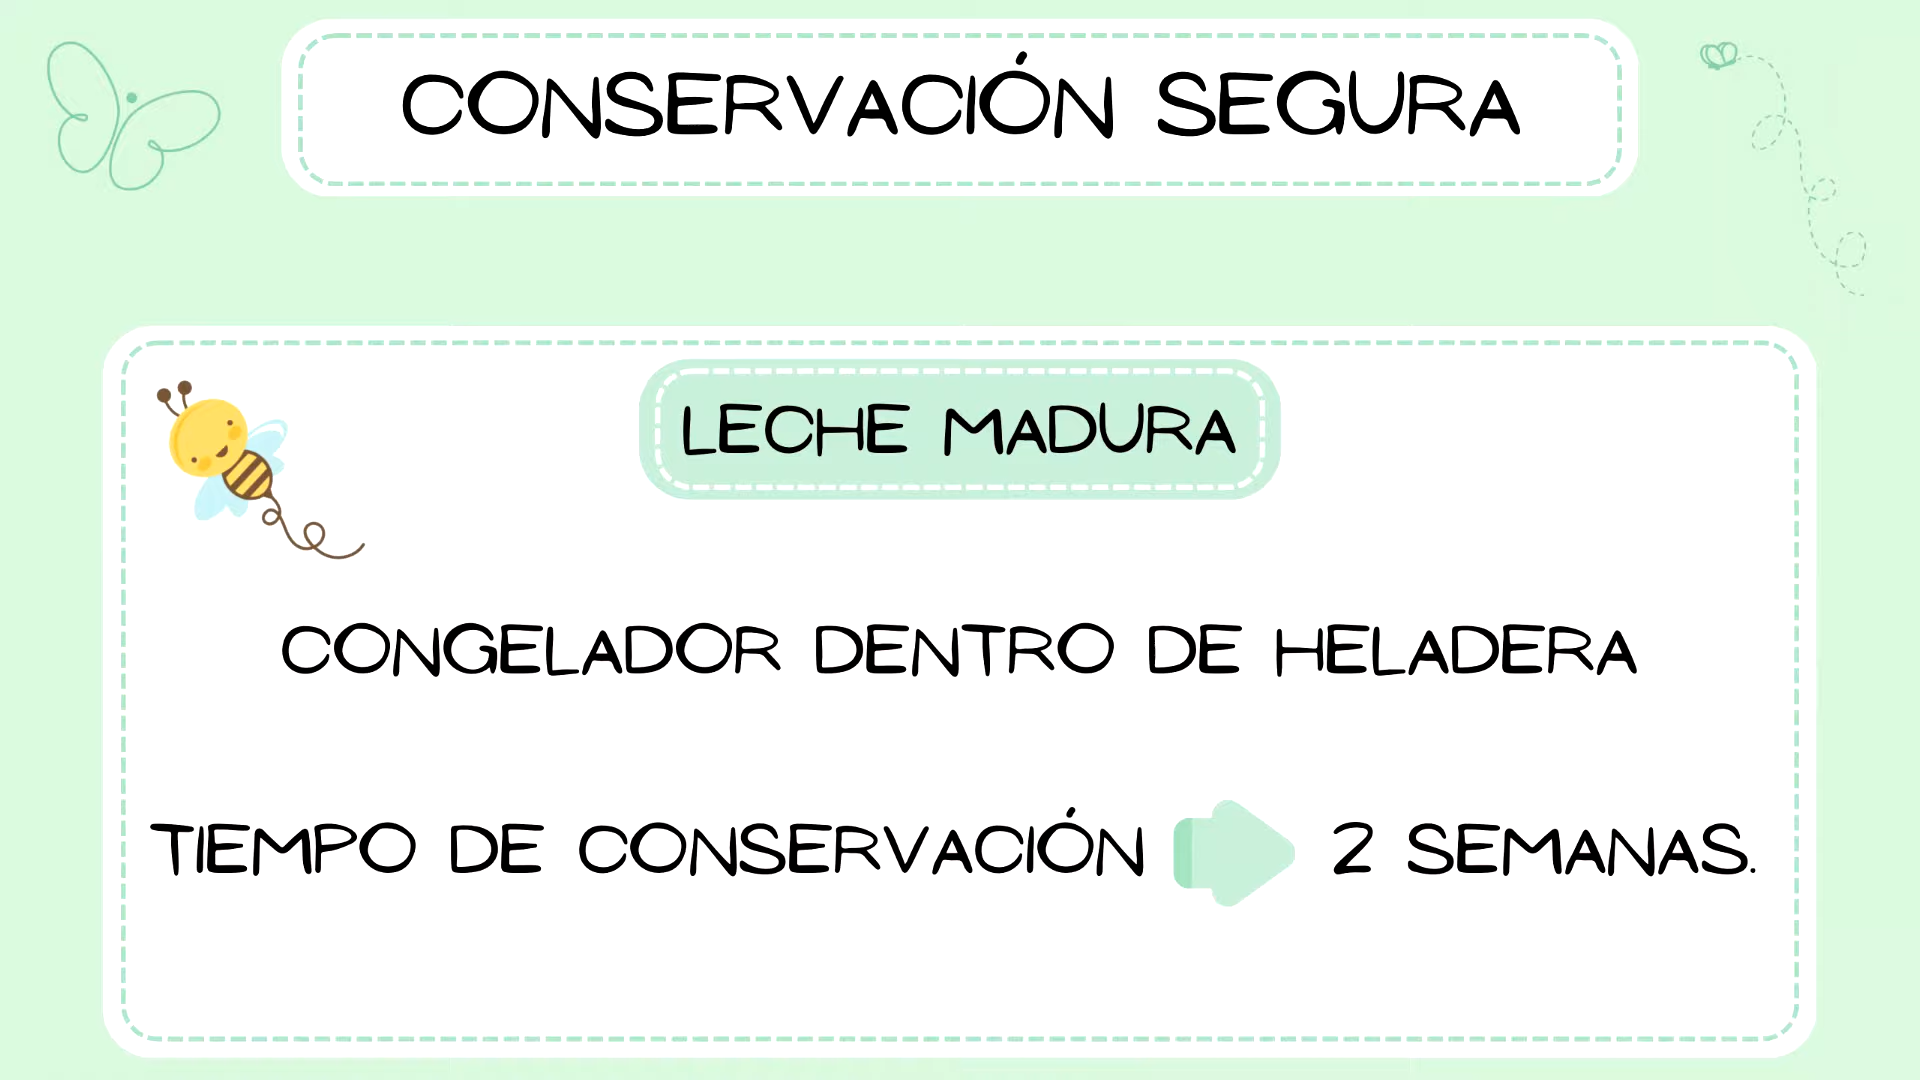 CONSERVACIÓN SEGURA
LECHE MADURA
CONGELADOR DENTRO DE HELADERA
TIEMPO DE CONSERVACIÓN 2 SEMANAS.